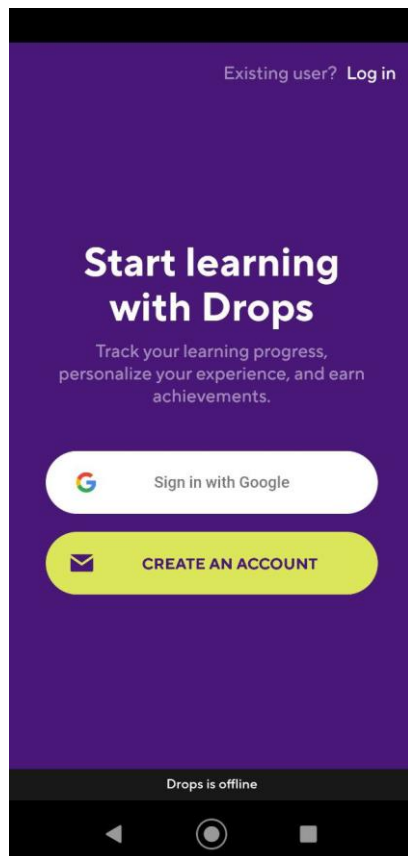 Existing user? Log in
Start learning
with Drops
Track your learning progress,
personalize your experience, and earn
achievements.
Sign in with Google
CREATE AN ACCOUNT
Drops is offline